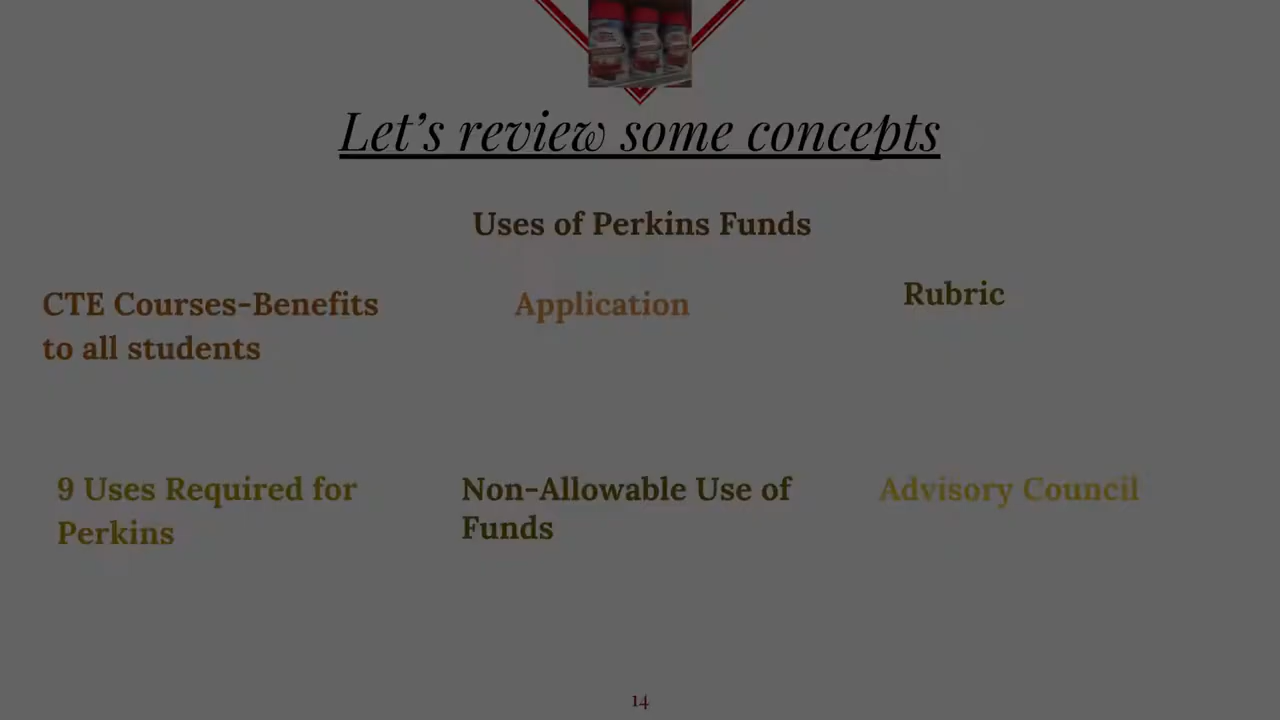 Let's review some concepts
Uses of Perkins Funds
CTE Courses-Benefits
to all students
Application
Rubric
9 Uses Required for
Perkins
Non-Allowable Use of
Funds
Advisory Council
14